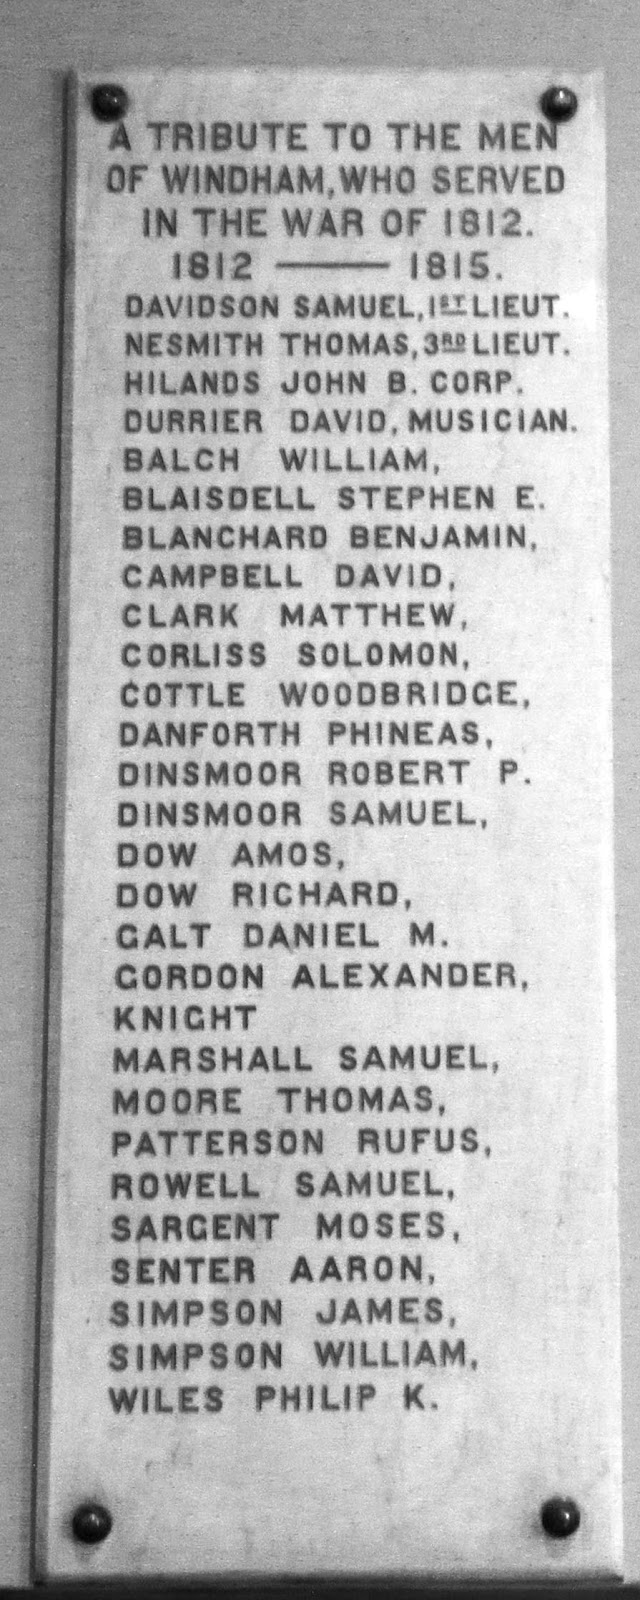 A TRIBUTE TO THE MEN
OF WINDHAM, WHO SERVED
IN THE WAR OF 1812.
1812 — 1815.
DAVIDSON SAMUEL, 1ST LIEUT.
NESMITH THOMAS, 3RD LIEUT.
HILANDS JOHN B. CORP.
DURRIER DAVID, MUSICIAN.
BALCH WILLIAM,
BLAISDELL STEPHEN E.
BLANCHARD BENJAMIN,
CAMPBELL DAVID,
CLARK MATTHEW,
CORLISS SOLOMON,
COTTLE WOODBRIDGE,
DANFORTH PHINEAS,
DINSMOOR ROBERT P.
DINSMOOR SAMUEL,
DOW AMOS,
DOW RICHARD,
GALT DANIEL M.
GORDON ALEXANDER,
KNIGHT
MARSHALL SAMUEL,
MOORE THOMAS,
PATTERSON RUFUS,
ROWELL SAMUEL,
SARGENT MOSES,
SENTER AARON,
SIMPSON JAMES,
SIMPSON WILLIAM,
WILES PHILIP K.